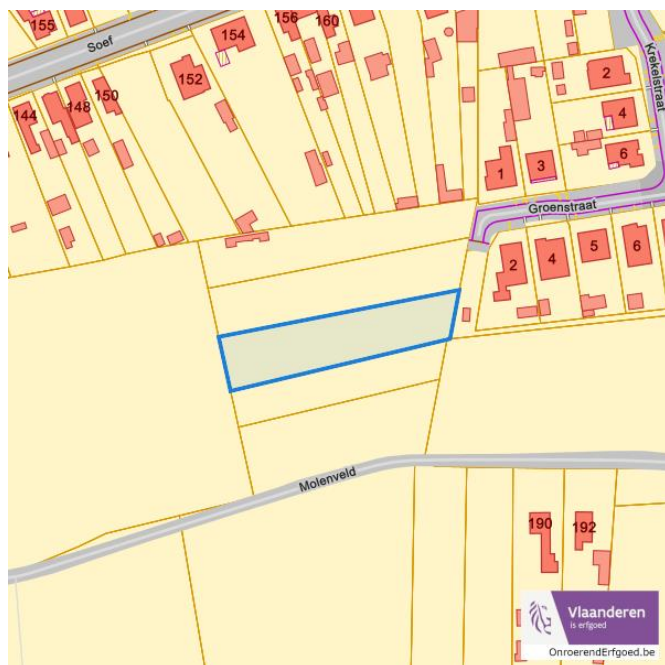 155
Soef
154
156
160
152
144
148
150
Krekelstraat
2
4
6
1
3
Groenstraat
2
4
5
6
Molenveld
190
192
Vlaanderen
is erfgoed
OnroerendErfgoed.be